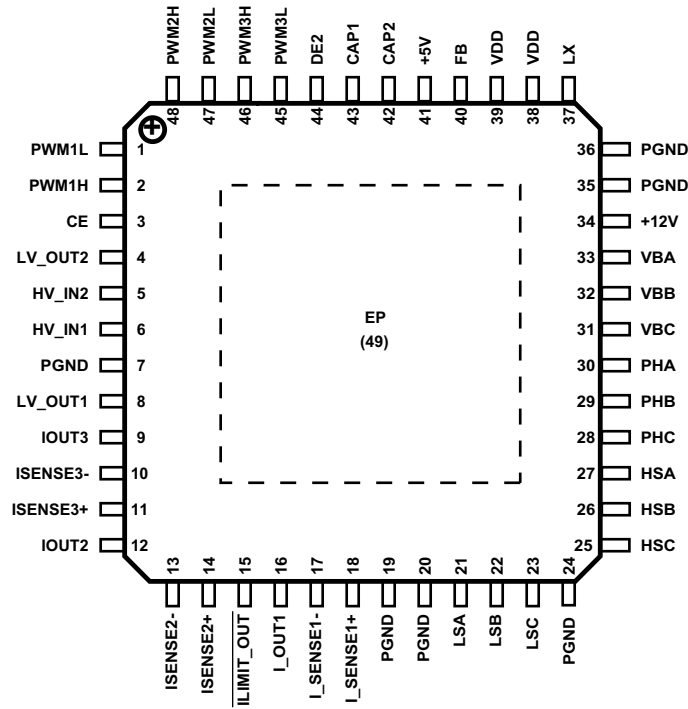 PWM2H
PWM2L
PWM3H
PWM3L
DE2
CAP1
CAP2
+5V
FB
VDD
VDD
LX
48
47
46
45
44
43
42
41
40
39
38
37
PWM1L 1
PWM1H 2
CE 3
LV_OUT2 4
HV_IN2 5
HV_IN1 6
PGND 7
LV_OUT1 8
IOUT3 9
ISENSE3- 10
ISENSE3+ 11
IOUT2 12
EP
(49)
36 PGND
35 PGND
34 +12V
33 VBA
32 VBB
31 VBC
30 PHA
29 PHB
28 PHC
27 HSA
26 HSB
25 HSC
13
14
15
16
17
18
19
20
21
22
23
24
ISENSE2-
ISENSE2+
ILIMIT_OUT
I_OUT1
I_SENSE1-
I_SENSE1+
PGND
PGND
LSA
LSB
LSC
PGND